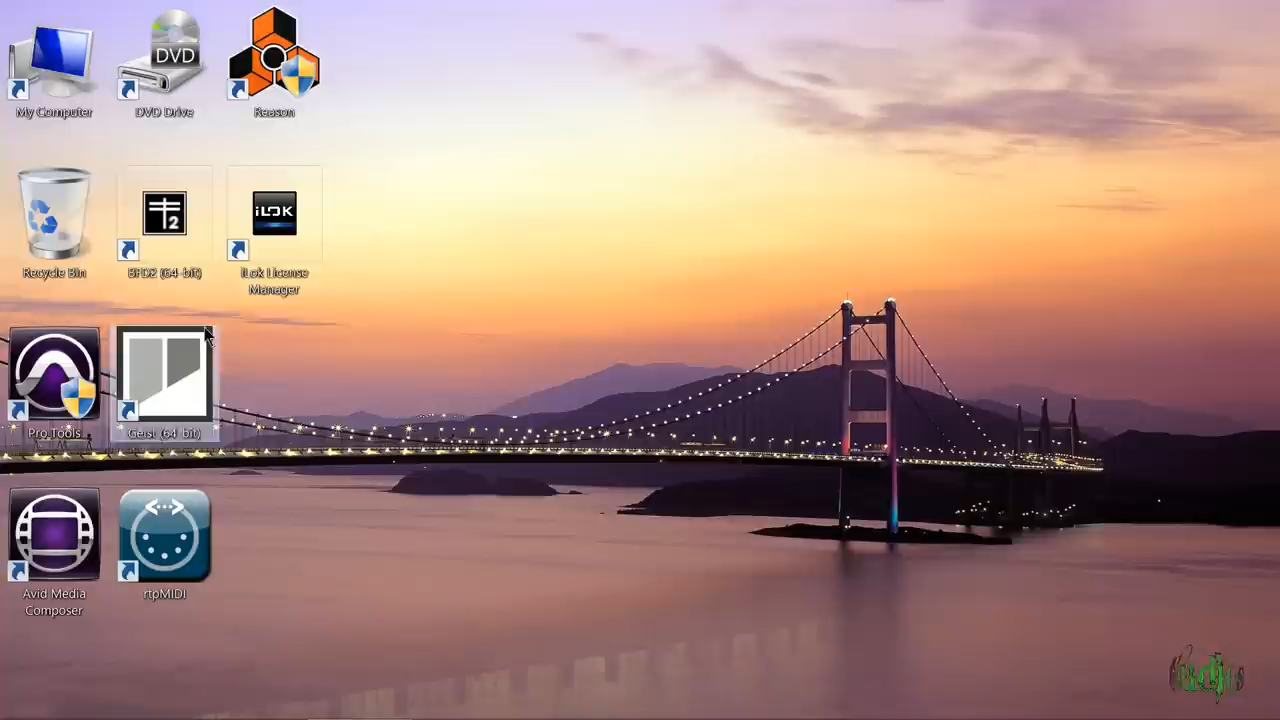 DVD
My Computer
DVD Drive
Reason
2
iLOK
Recycle Bin
BFD2 (64-bit)
iLok License
Manager
Pro Tools
Geist (64-bit)
Avid Media
Composer
rtpMIDI